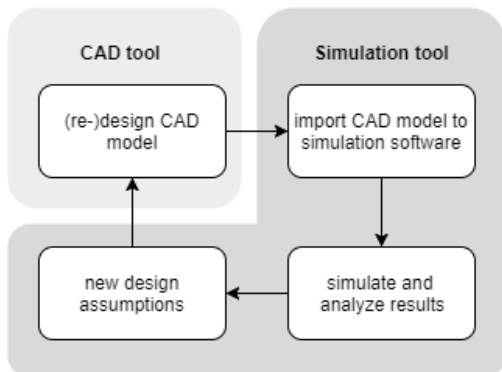 CAD tool
Simulation tool
(re-)design CAD
model
import CAD model to
simulation software
new design
assumptions
simulate and
analyze results